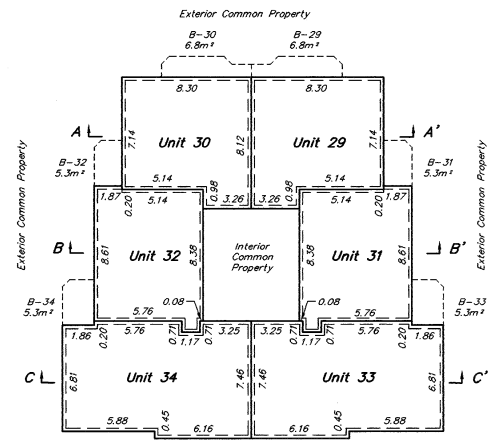 Exterior Common Property
B-30
6.8m²
B-29
6.8m²
8.30
8.30
A
7.14
Unit 30
8.12
Unit 29
7.14
A'
Exterior Common Property
B-32
5.3m²
5.14
0.98
3.26
3.26
0.98
5.14
B-31
5.3m²
Exterior Common Property
1.87
0.20
5.14
5.14
0.20
1.87
B
8.61
Unit 32
8.38
Interior
Common
Property
8.38
Unit 31
8.61
B'
B-34
5.3m²
5.76
0.08
0.08
5.76
B-33
5.3m²
1.86
0.20
5.76
0.71
1.17
0.71
3.25
3.25
0.71
1.17
0.71
5.76
0.20
1.86
C
6.81
Unit 34
7.46
7.46
Unit 33
6.81
C'
5.88
0.45
6.16
6.16
0.45
5.88